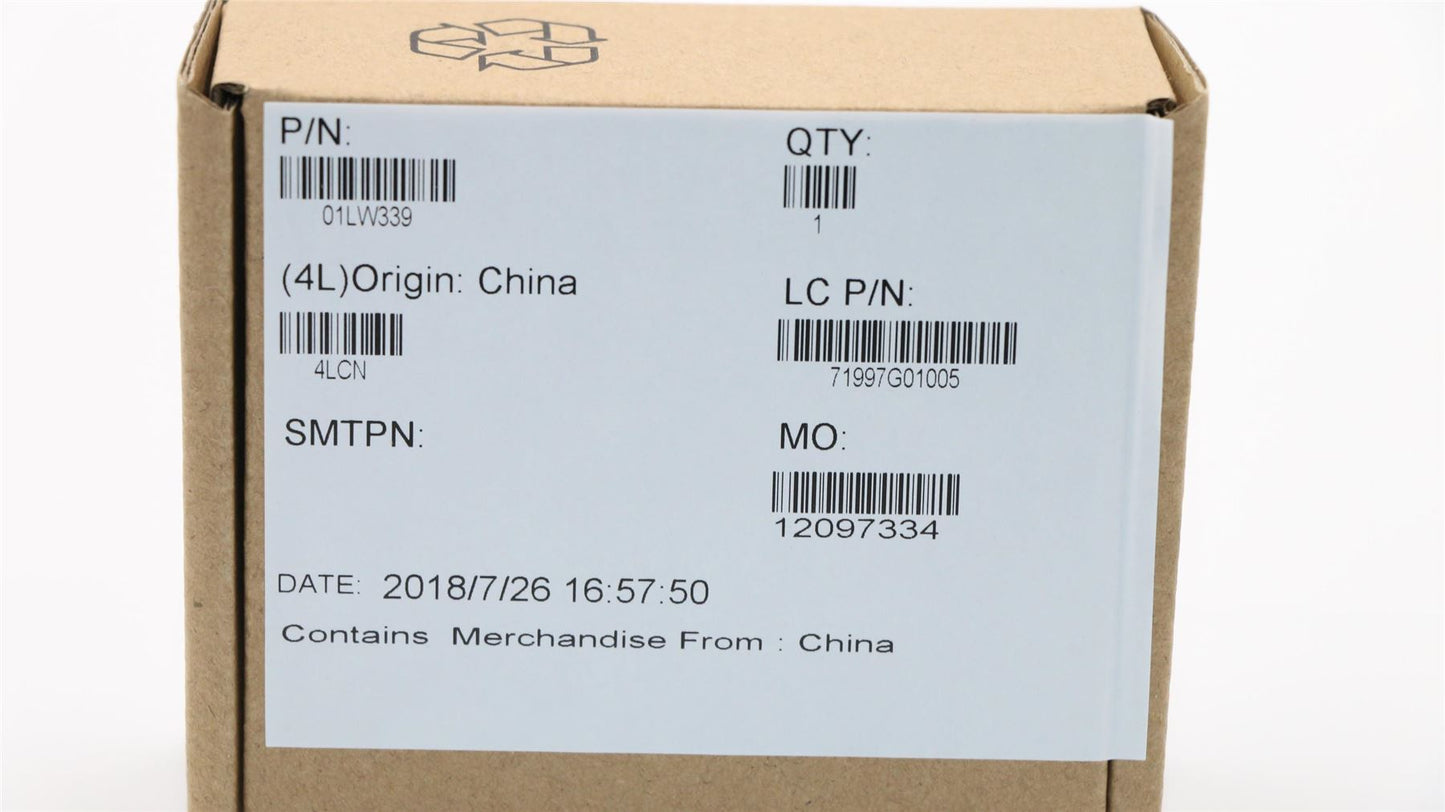 P/N:
01LW339
QTY:
1
(4L)Origin: China
4LCN
LC P/N:
71997G01005
SMTPN:
MO:
12097334
DATE: 2018/7/26 16:57:50
Contains Merchandise From : China